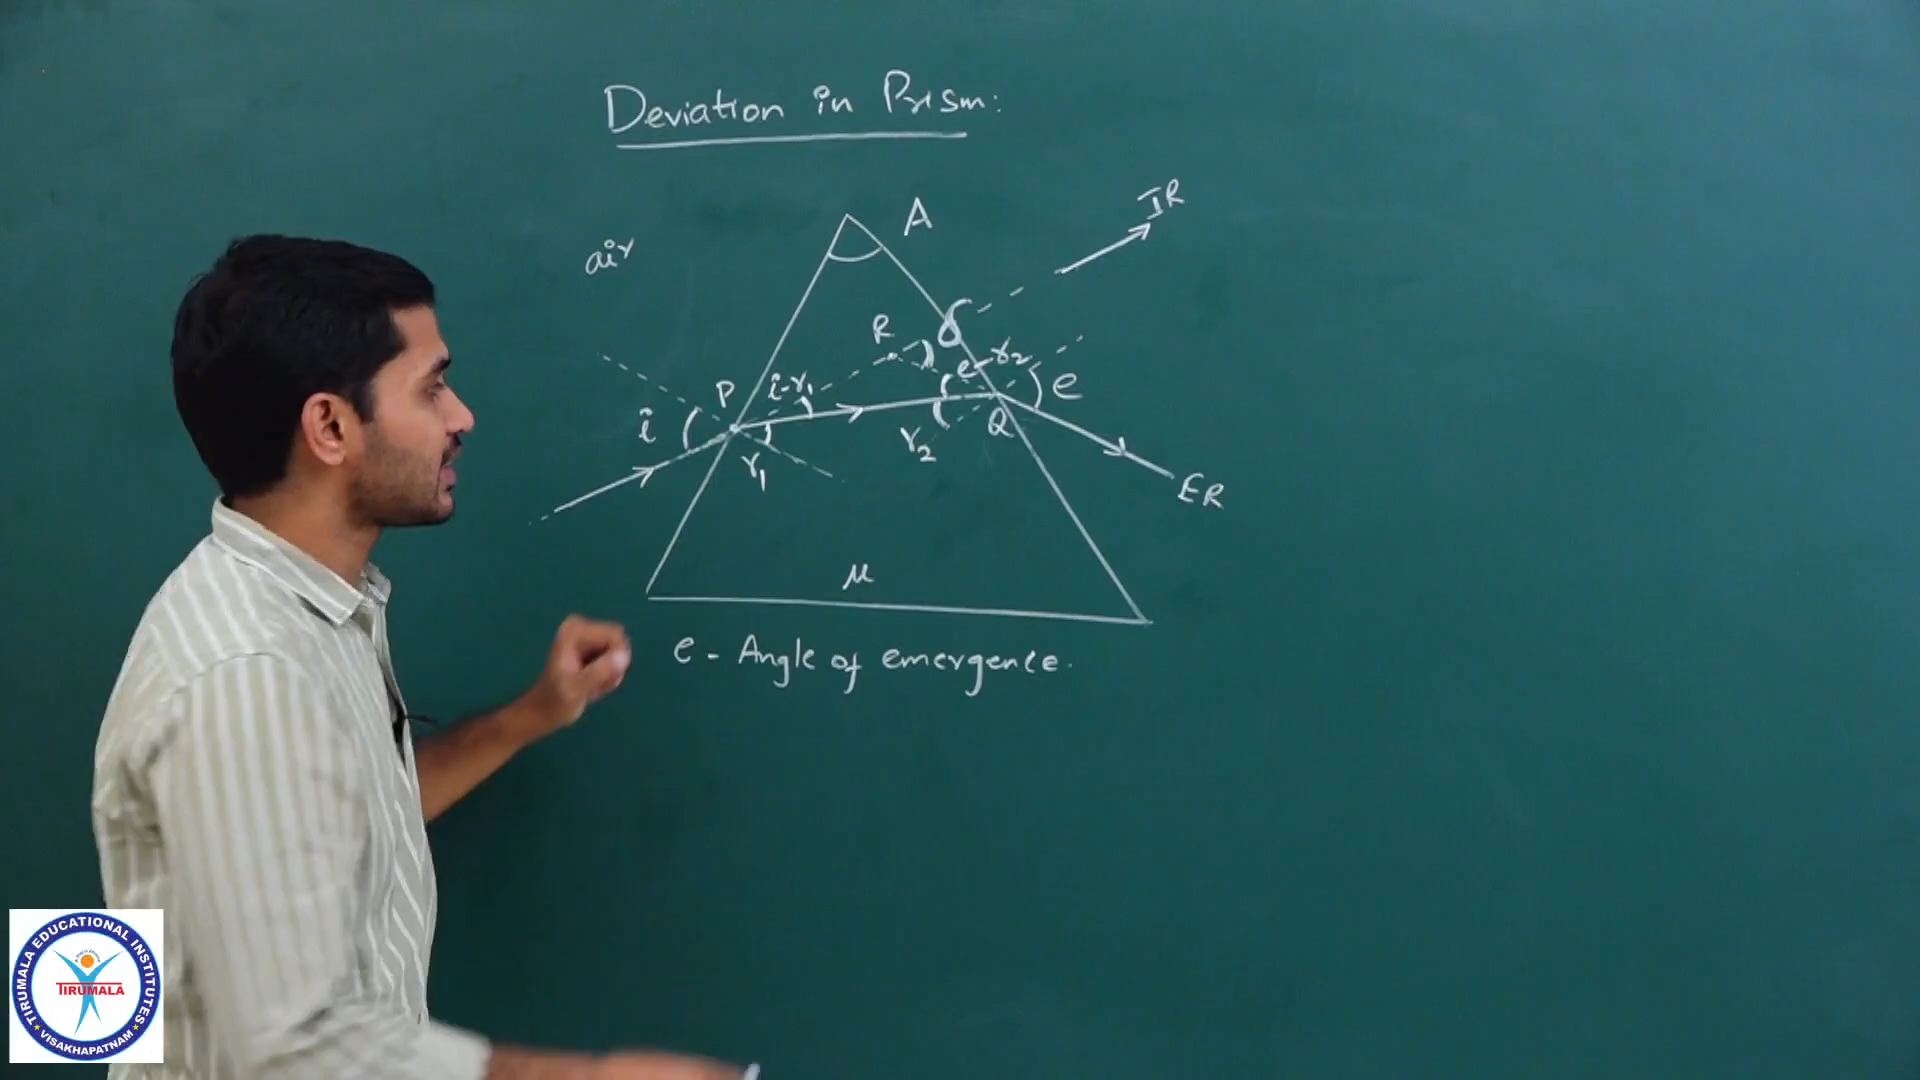 Deviation in Prism:
IR
A
air
R
δ
P
i-r₁
e-r₂
e
i
Q
r₂
r₁
ER
μ
e - Angle of emergence.
TIRUMALA EDUCATIONAL INSTITUTES
TIRUMALA
★ VISAKHAPATNAM ★